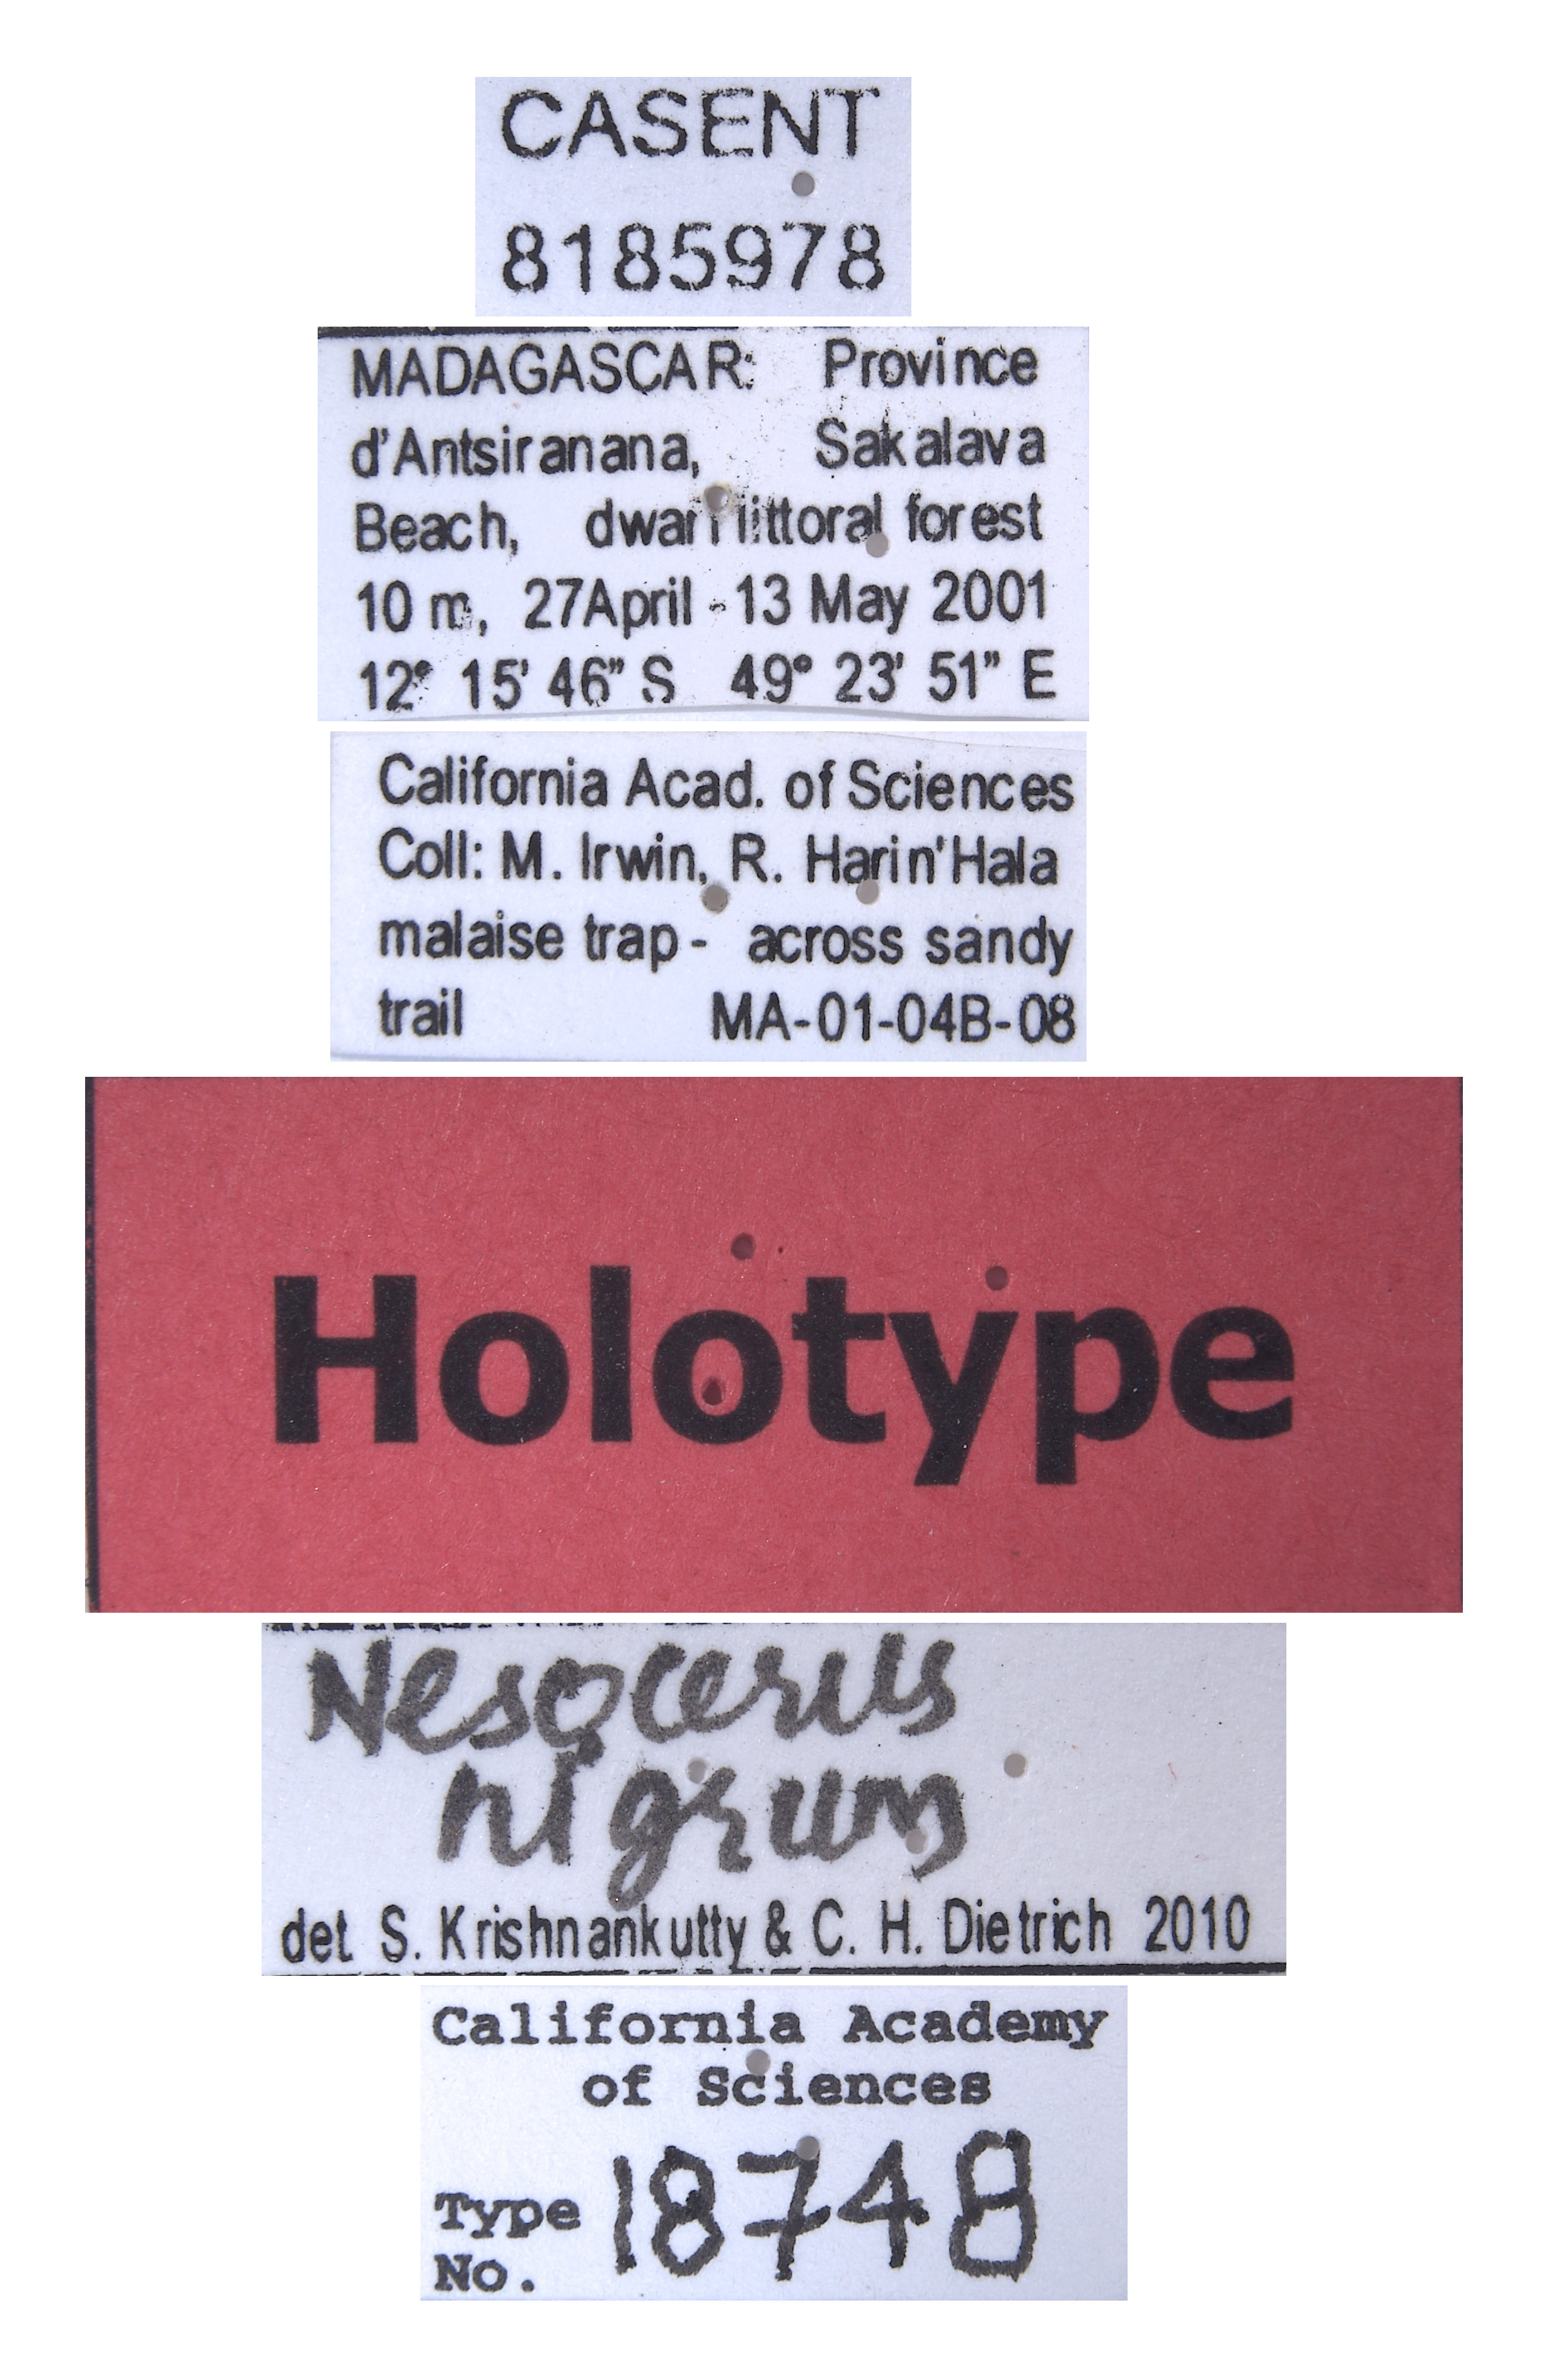 CASENT
8185978
MADAGASCAR: Province
d'Antsiranana, Sakalava
Beach, dwarf littoral forest
10 m, 27April - 13 May 2001
12° 15' 46" S 49° 23' 51" E
California Acad. of Sciences
Coll: M. Irwin, R. Harin'Hala
malaise trap - across sandy
trail MA-01-04B-08
Holotype
Nesocerus
nigrum
det. S. Krishnankutty & C. H. Dietrich 2010
California Academy
of Sciences
Type
No. 18748